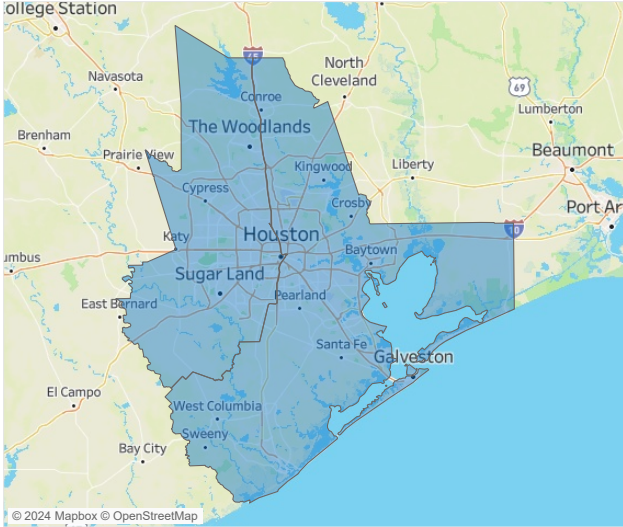 ollege Station
45
North
Cleveland
Navasota
69
Conroe
Lumberton
The Woodlands
Brenham
Beaumont
Prairie View
Kingwood
Liberty
Cypress
Crosby
Port Ar
10
Houston
Katy
Baytown
umbus
Sugar Land
Pearland
East Bernard
Santa Fe
Galveston
El Campo
West Columbia
Sweeny
Bay City
© 2024 Mapbox © OpenStreetMap